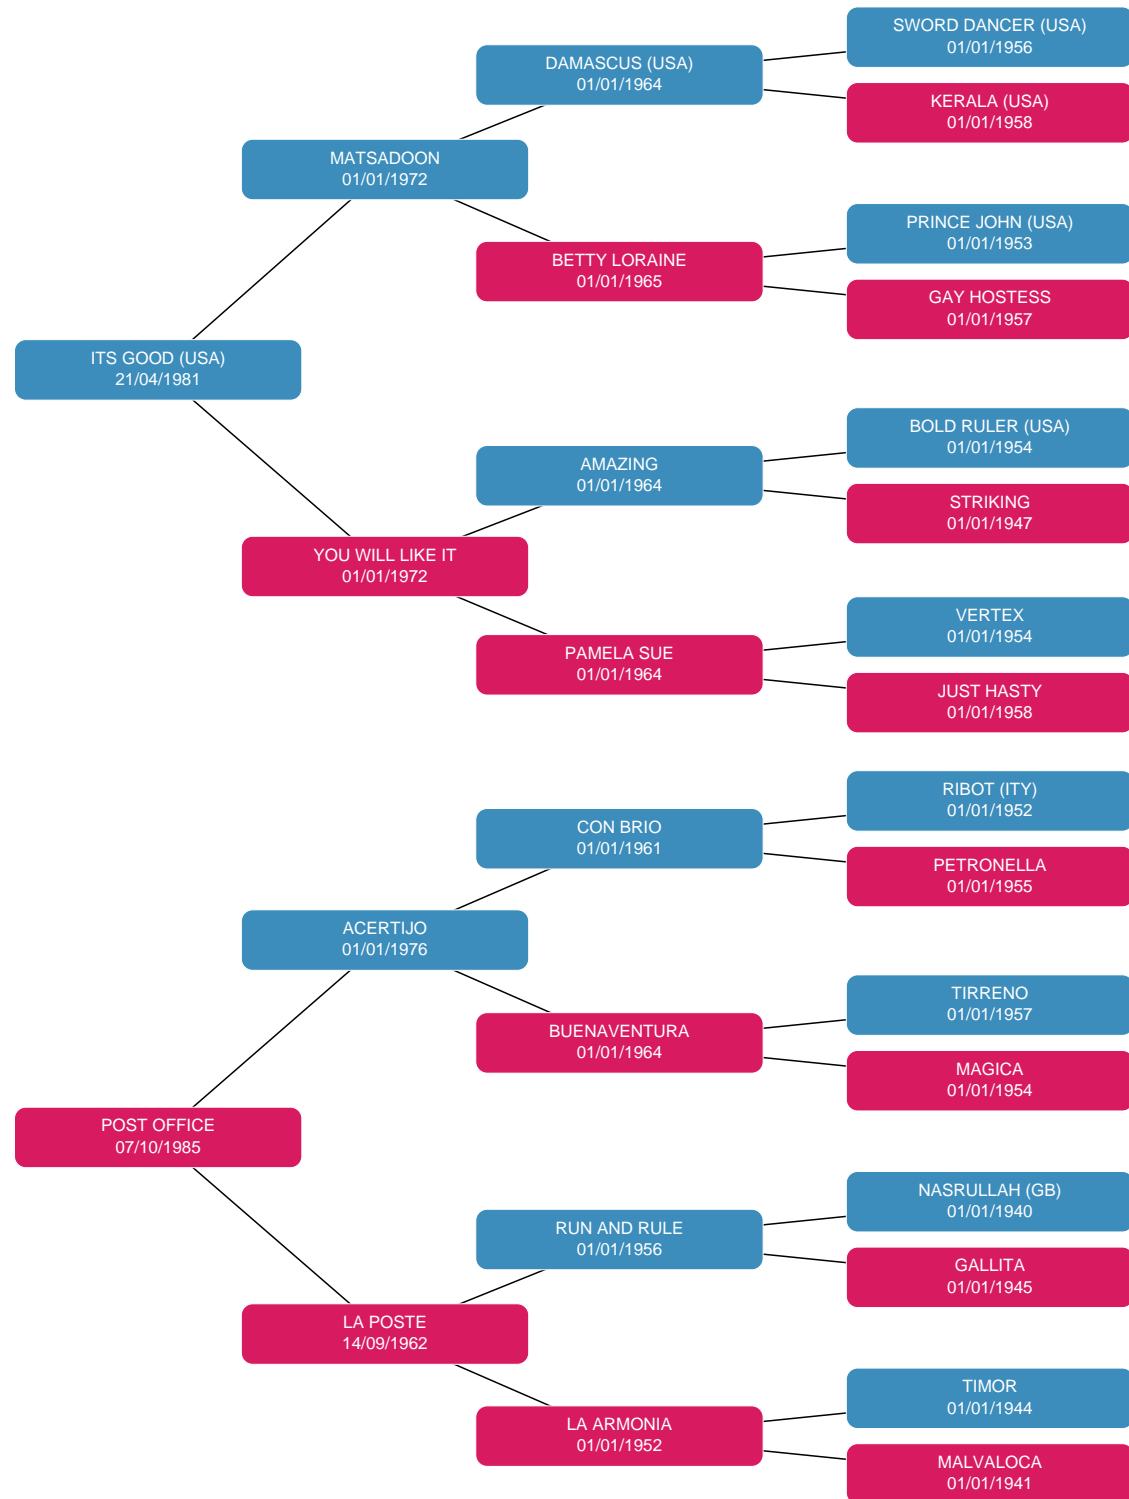 SWORD DANCER (USA)
01/01/1956
DAMASCUS (USA)
01/01/1964
KERALA (USA)
01/01/1958
MATSADOON
01/01/1972
PRINCE JOHN (USA)
01/01/1953
BETTY LORAINE
01/01/1965
GAY HOSTESS
01/01/1957
ITS GOOD (USA)
21/04/1981
BOLD RULER (USA)
01/01/1954
AMAZING
01/01/1964
STRIKING
01/01/1947
YOU WILL LIKE IT
01/01/1972
VERTEX
01/01/1954
PAMELA SUE
01/01/1964
JUST HASTY
01/01/1958
RIBOT (ITY)
01/01/1952
CON BRIO
01/01/1961
PETRONELLA
01/01/1955
ACERTIJO
01/01/1976
TIRRENO
01/01/1957
BUENAVENTURA
01/01/1964
MAGICA
01/01/1954
POST OFFICE
07/10/1985
NASRULLAH (GB)
01/01/1940
RUN AND RULE
01/01/1956
GALLITA
01/01/1945
LA POSTE
14/09/1962
TIMOR
01/01/1944
LA ARMONIA
01/01/1952
MALVALOCA
01/01/1941